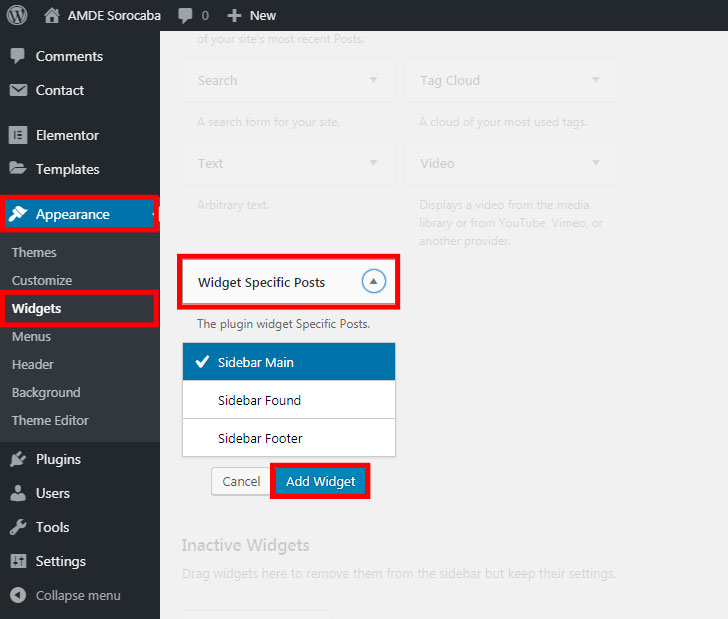 AMDE Sorocaba 0 New
Comments
Contact
Elementor
Templates
Appearance
Themes
Customize
Widgets
Menus
Header
Background
Theme Editor
Plugins
Users
Tools
Settings
Collapse menu
of your site's most recent Posts.
Search
Tag Cloud
A search form for your site.
A cloud of your most used tags.
Text
Video
Arbitrary text.
Displays a video from the media
library or from YouTube, Vimeo, or
another provider.
Widget Specific Posts
The plugin widget Specific Posts.
Sidebar Main
Sidebar Found
Sidebar Footer
Cancel
Add Widget
Inactive Widgets
Drag widgets here to remove them from the sidebar but keep their settings.